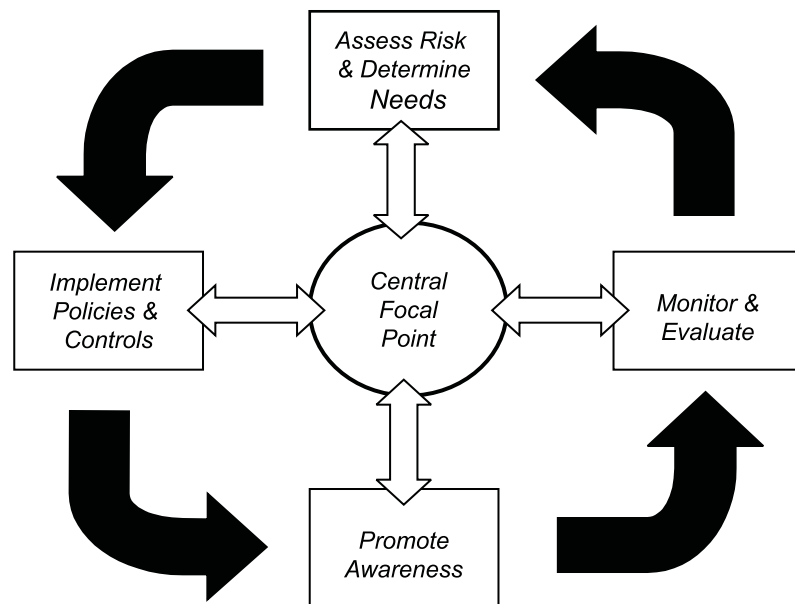 Assess Risk
& Determine
Needs
Implement
Policies &
Controls
Central
Focal
Point
Monitor &
Evaluate
Promote
Awareness